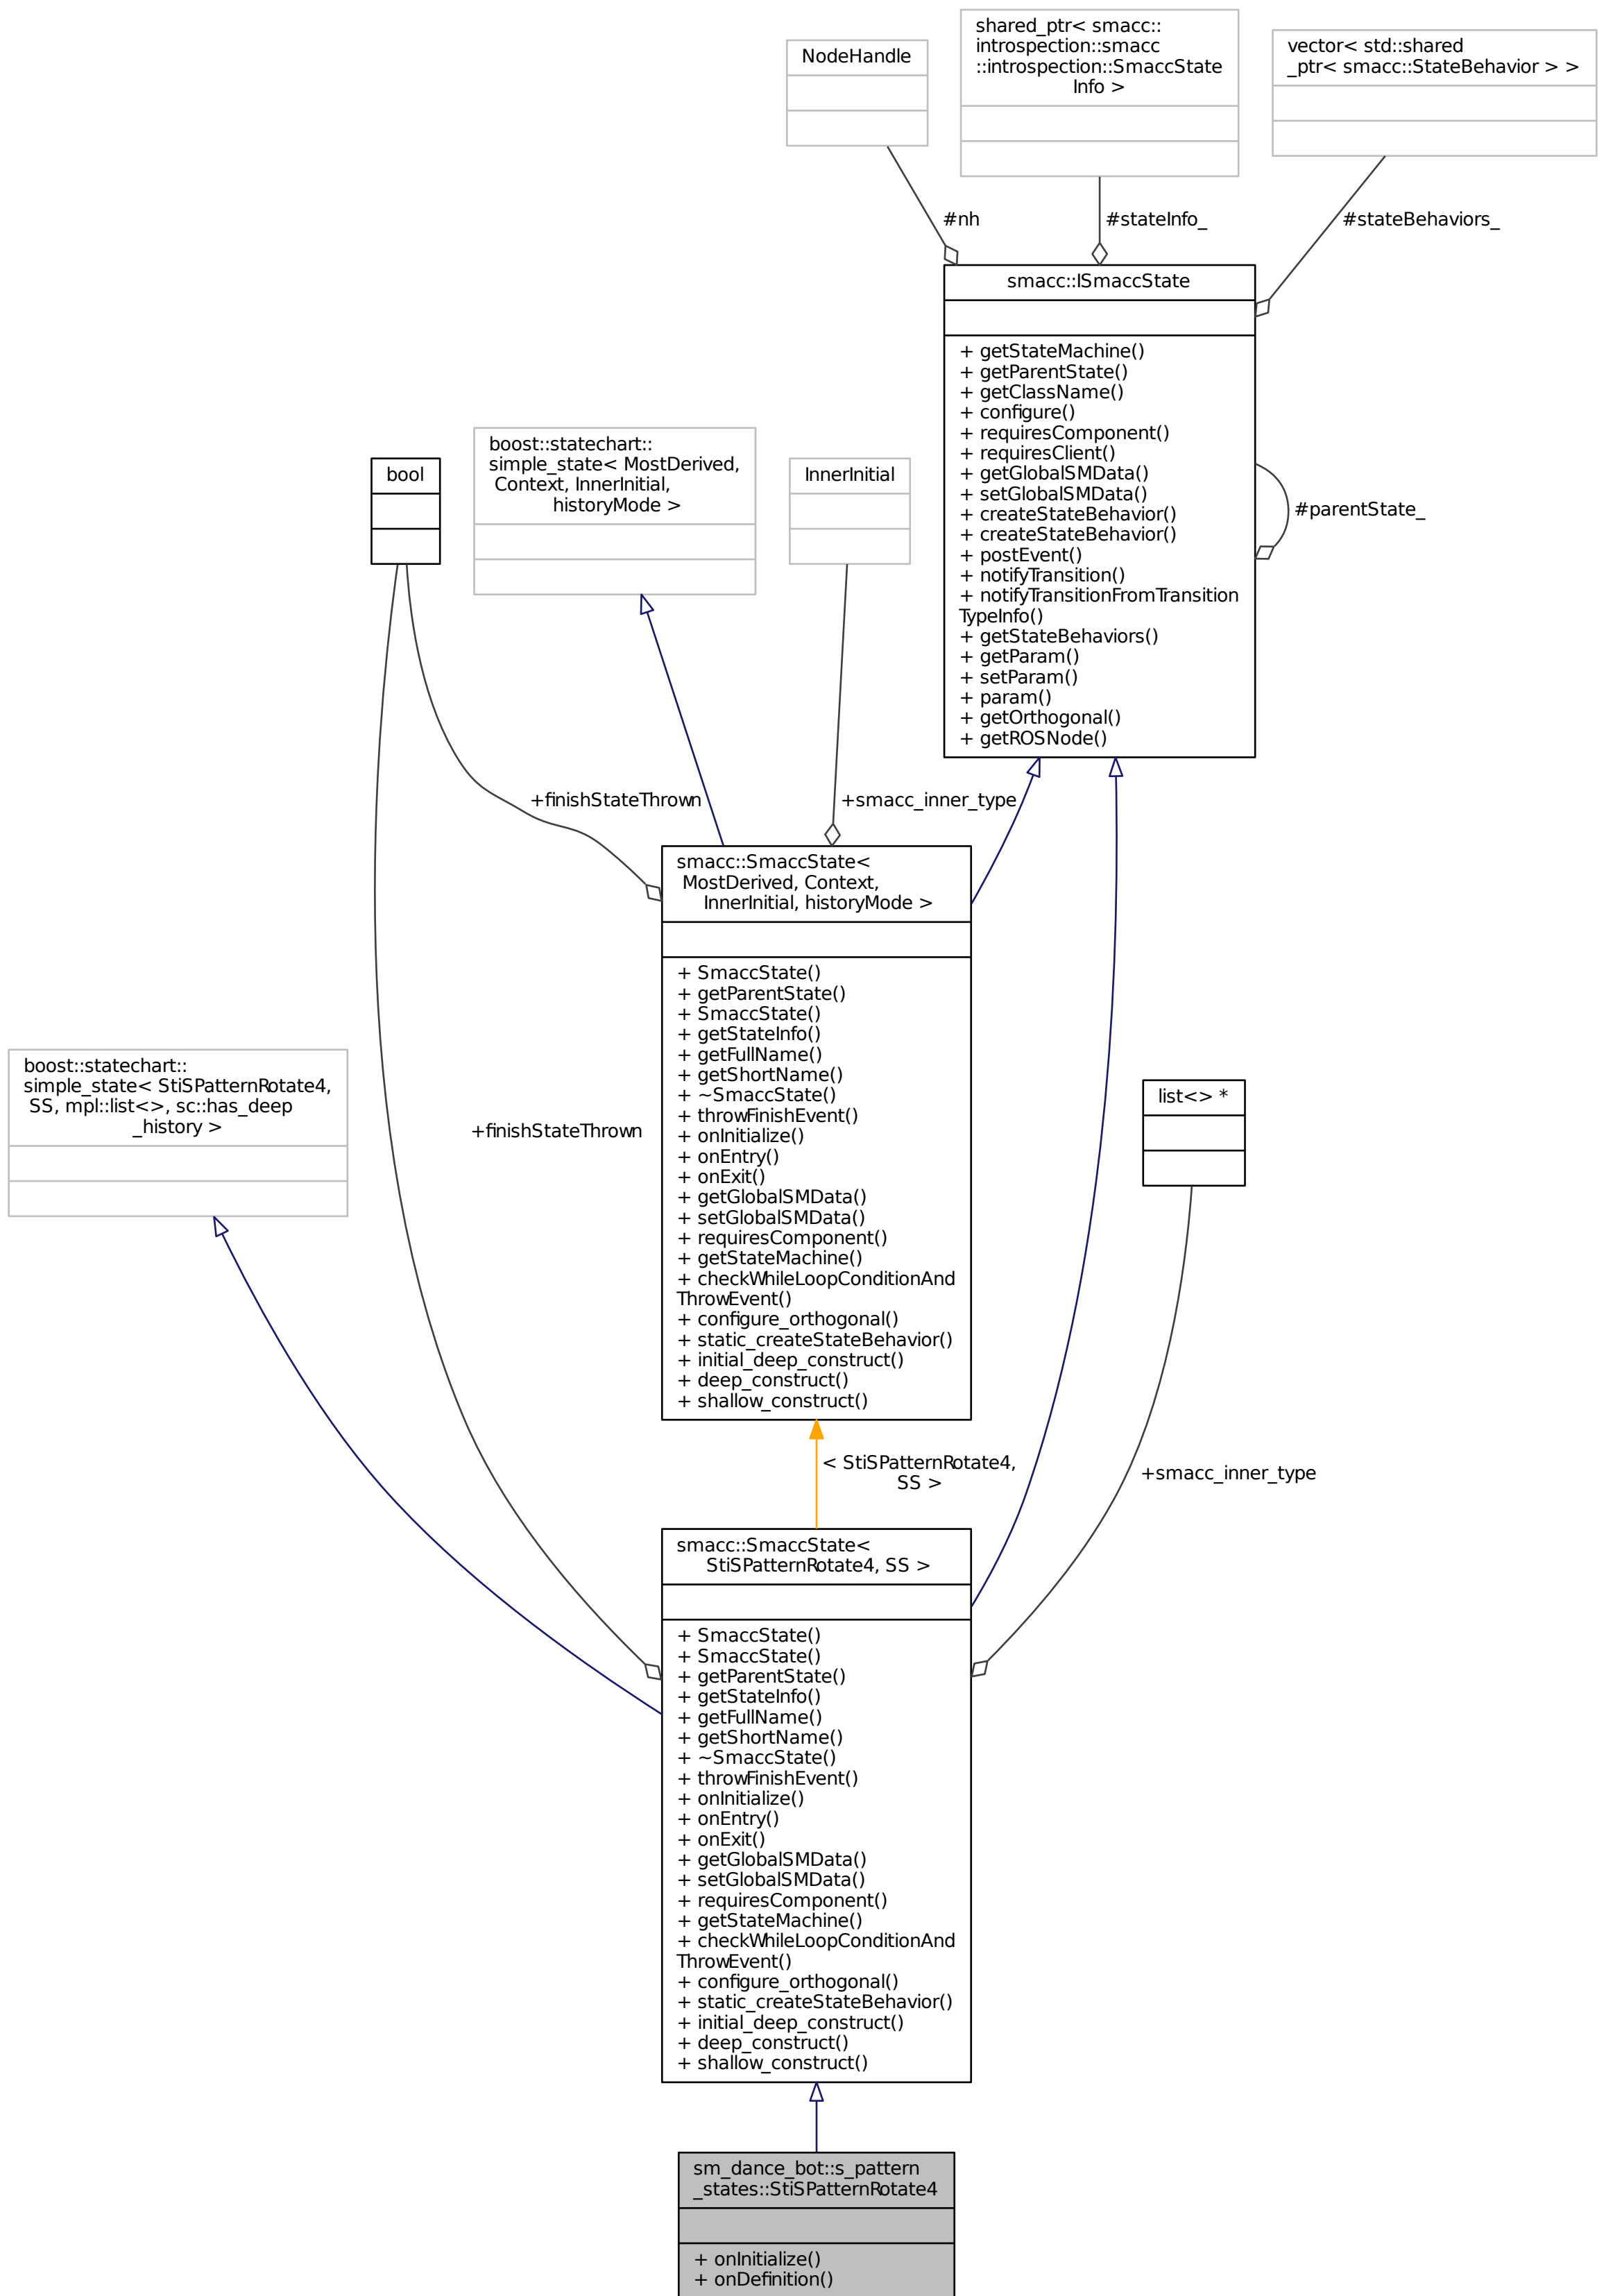 NodeHandle
shared_ptr< smacc::
introspection::smacc
::introspection::SmaccState
Info >
vector< std::shared
_ptr< smacc::StateBehavior > >
#nh
#stateInfo_
#stateBehaviors_
smacc::ISmaccState
+ getStateMachine()
+ getParentState()
+ getClassName()
+ configure()
+ requiresComponent()
+ requiresClient()
+ getGlobalSMData()
+ setGlobalSMData()
+ createStateBehavior()
+ createStateBehavior()
+ postEvent()
+ notifyTransition()
+ notifyTransitionFromTransition
TypeInfo()
+ getStateBehaviors()
+ getParam()
+ setParam()
+ param()
+ getOrthogonal()
+ getROSNode()
#parentState_
bool
boost::statechart::
simple_state< MostDerived,
Context, InnerInitial,
historyMode >
InnerInitial
+finishStateThrown
+smacc_inner_type
smacc::SmaccState<
MostDerived, Context,
InnerInitial, historyMode >
+ SmaccState()
+ getParentState()
+ SmaccState()
+ getStateInfo()
+ getFullName()
+ getShortName()
+ ~SmaccState()
+ throwFinishEvent()
+ onInitialize()
+ onEntry()
+ onExit()
+ getGlobalSMData()
+ setGlobalSMData()
+ requiresComponent()
+ getStateMachine()
+ checkWhileLoopConditionAnd
ThrowEvent()
+ configure_orthogonal()
+ static_createStateBehavior()
+ initial_deep_construct()
+ deep_construct()
+ shallow_construct()
boost::statechart::
simple_state< StiSPatternRotate4,
SS, mpl::list<>, sc::has_deep
_history >
+finishStateThrown
list<> *
< StiSPatternRotate4,
SS >
+smacc_inner_type
smacc::SmaccState<
StiSPatternRotate4, SS >
+ SmaccState()
+ SmaccState()
+ getParentState()
+ getStateInfo()
+ getFullName()
+ getShortName()
+ ~SmaccState()
+ throwFinishEvent()
+ onInitialize()
+ onEntry()
+ onExit()
+ getGlobalSMData()
+ setGlobalSMData()
+ requiresComponent()
+ getStateMachine()
+ checkWhileLoopConditionAnd
ThrowEvent()
+ configure_orthogonal()
+ static_createStateBehavior()
+ initial_deep_construct()
+ deep_construct()
+ shallow_construct()
sm_dance_bot::s_pattern
_states::StiSPatternRotate4
+ onInitialize()
+ onDefinition()